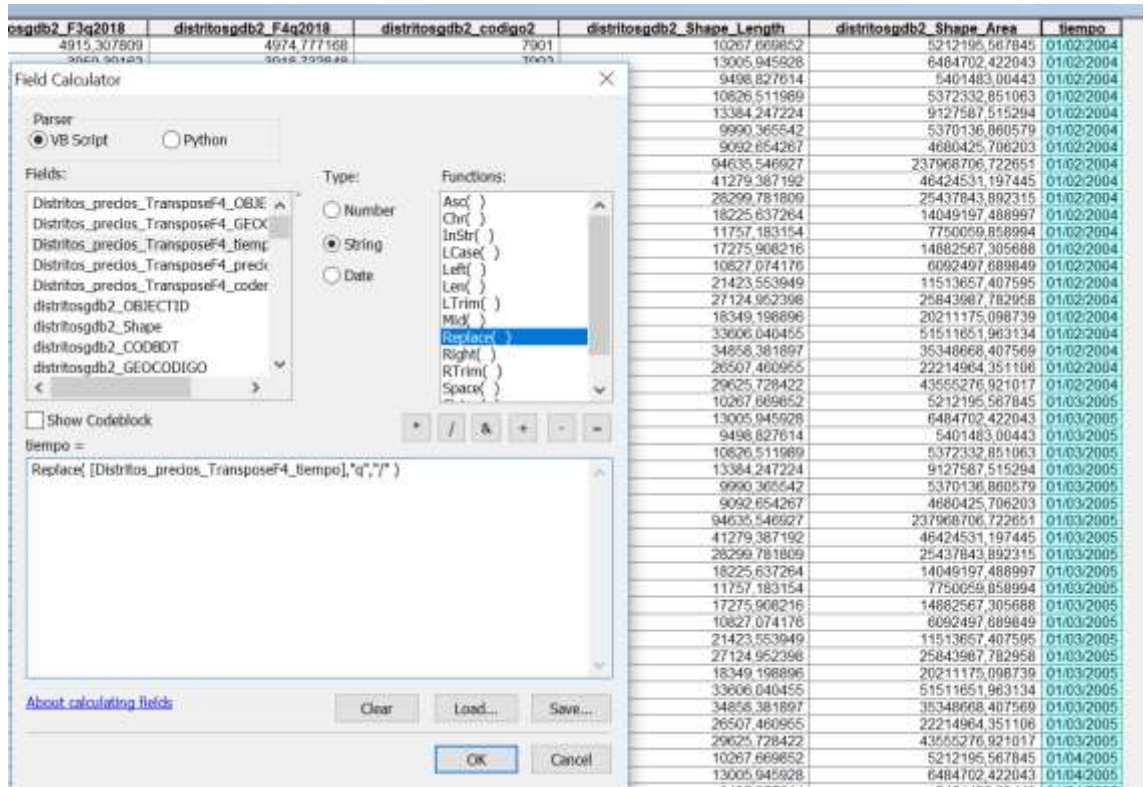 osgdb2_F3q2018 distritosgdb2_F4q2018 distritosgdb2_codigo2 distritosgdb2_Shape_Length distritosgdb2_Shape_Area tiempo
4915,307809 4974,777168 7901 10267,669852 5212195,567845 01/02/2004
13005,945928 6484702,422043 01/02/2004
9498,827614 5401483,00443 01/02/2004
10826,511989 5372332,851063 01/02/2004
13384,247224 9127587,515294 01/02/2004
9990,365542 5370136,860579 01/02/2004
9092,654267 4680425,706203 01/02/2004
94635,546927 237968706,722651 01/02/2004
41279,387192 46424531,197445 01/02/2004
28299,781809 25437843,892315 01/02/2004
18225,637264 14049197,488997 01/02/2004
11757,183154 7750059,858994 01/02/2004
17275,908216 14882567,305688 01/02/2004
10827,074176 6092497,689849 01/02/2004
21423,553949 11513657,407595 01/02/2004
27124,952398 25843987,782958 01/02/2004
18349,198896 20211175,098739 01/02/2004
33606,040455 51511651,963134 01/02/2004
34858,381897 35348668,407569 01/02/2004
26507,460955 22214964,351106 01/02/2004
29625,728422 43555276,921017 01/02/2004
10267,669852 5212195,567845 01/03/2005
13005,945928 6484702,422043 01/03/2005
9498,827614 5401483,00443 01/03/2005
10826,511989 5372332,851063 01/03/2005
13384,247224 9127587,515294 01/03/2005
9990,365542 5370136,860579 01/03/2005
9092,654267 4680425,706203 01/03/2005
94635,546927 237968706,722651 01/03/2005
41279,387192 46424531,197445 01/03/2005
28299,781809 25437843,892315 01/03/2005
18225,637264 14049197,488997 01/03/2005
11757,183154 7750059,858994 01/03/2005
17275,908216 14882567,305688 01/03/2005
10827,074176 6092497,689849 01/03/2005
21423,553949 11513657,407595 01/03/2005
27124,952398 25843987,782958 01/03/2005
18349,198896 20211175,098739 01/03/2005
33606,040455 51511651,963134 01/03/2005
34858,381897 35348668,407569 01/03/2005
26507,460955 22214964,351106 01/03/2005
29625,728422 43555276,921017 01/03/2005
10267,669852 5212195,567845 01/04/2005
13005,945928 6484702,422043 01/04/2005
Field Calculator
Parser
VB Script Python
Fields:
Distritos_precios_TransposeF4_OBJE
Distritos_precios_TransposeF4_GEOC
Distritos_precios_TransposeF4_tiemp
Distritos_precios_TransposeF4_preci
Distritos_precios_TransposeF4_coder
distritosgdb2_OBJECTID
distritosgdb2_Shape
distritosgdb2_CODBDT
distritosgdb2_GEOCODIGO
Type:
Number
String
Date
Functions:
Asc( )
Chr( )
InStr( )
LCase( )
Left( )
Len( )
LTrim( )
Mid( )
Replace( )
Right( )
RTrim( )
Space( )
Show Codeblock
* / & + - =
tiempo =
Replace( [Distritos_precios_TransposeF4_tiempo],"q","/" )
About calculating fields
Clear Load... Save...
OK Cancel